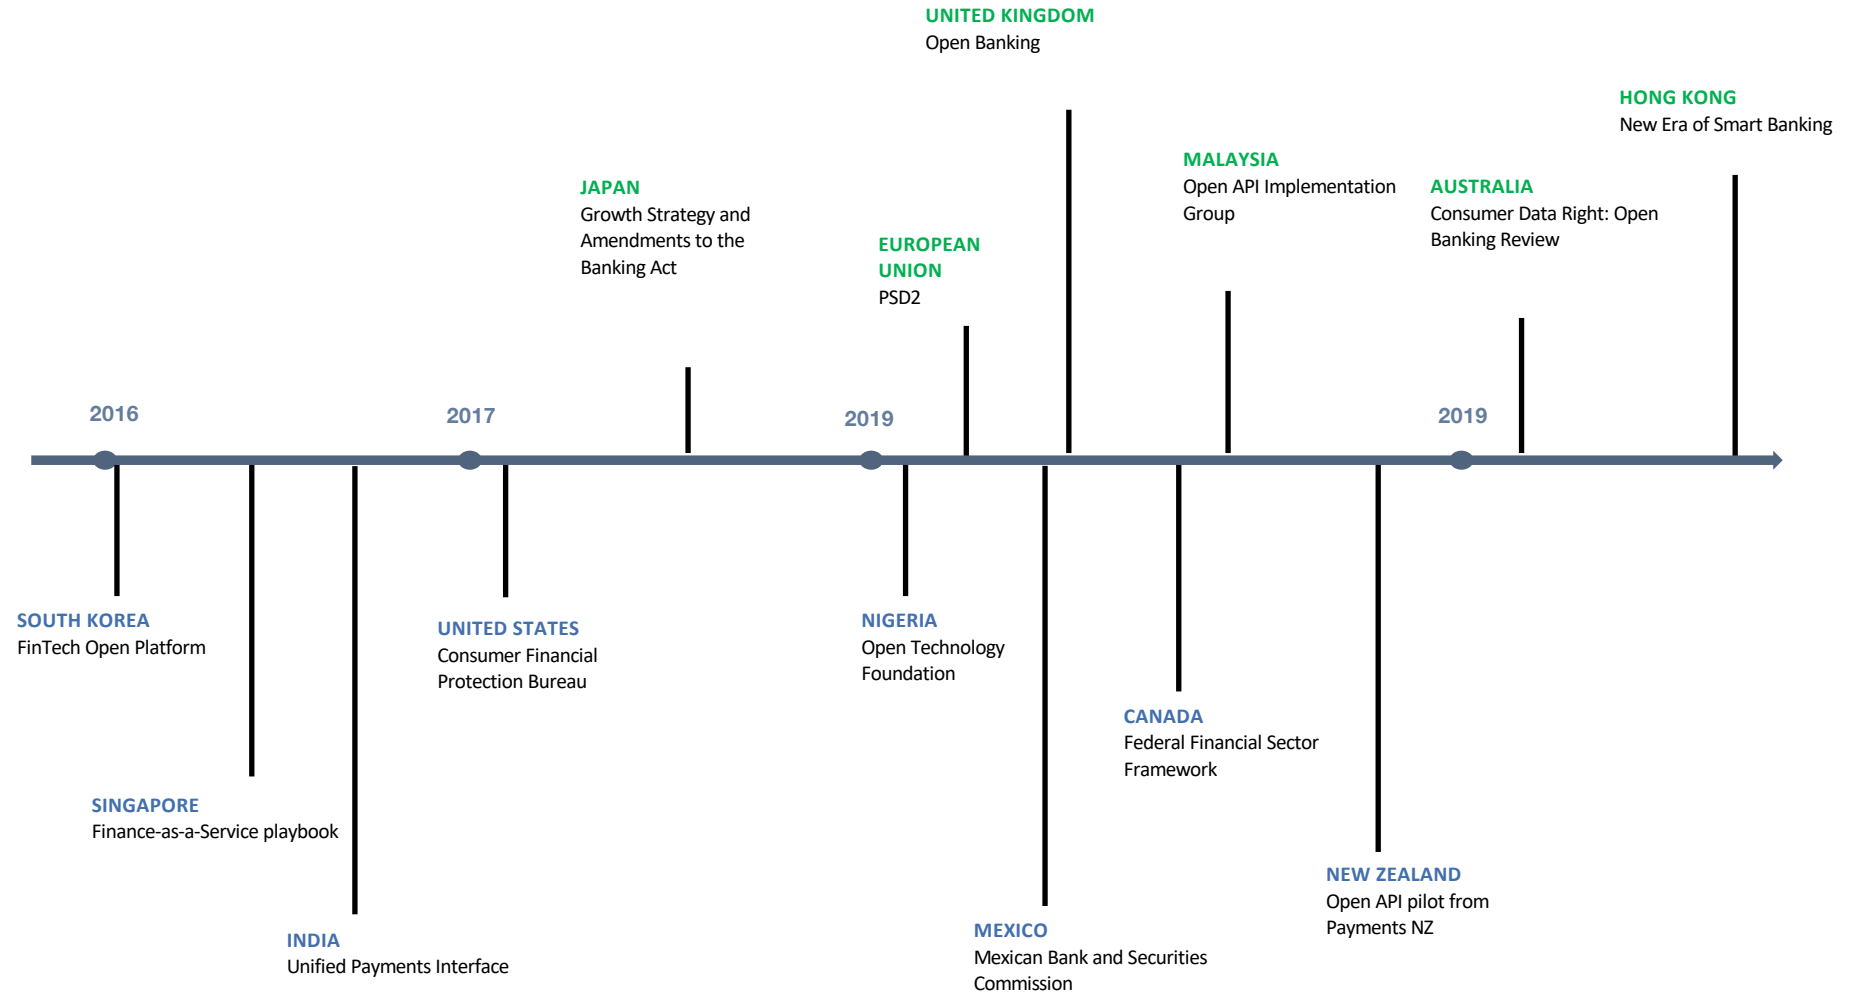 UNITED KINGDOM
Open Banking
HONG KONG
New Era of Smart Banking
MALAYSIA
Open API Implementation
Group
JAPAN
Growth Strategy and
Amendments to the
Banking Act
AUSTRALIA
Consumer Data Right: Open
Banking Review
EUROPEAN
UNION
PSD2
2016
2017
2019
2019
SOUTH KOREA
FinTech Open Platform
UNITED STATES
Consumer Financial
Protection Bureau
NIGERIA
Open Technology
Foundation
CANADA
Federal Financial Sector
Framework
SINGAPORE
Finance-as-a-Service playbook
NEW ZEALAND
Open API pilot from
Payments NZ
INDIA
Unified Payments Interface
MEXICO
Mexican Bank and Securities
Commission